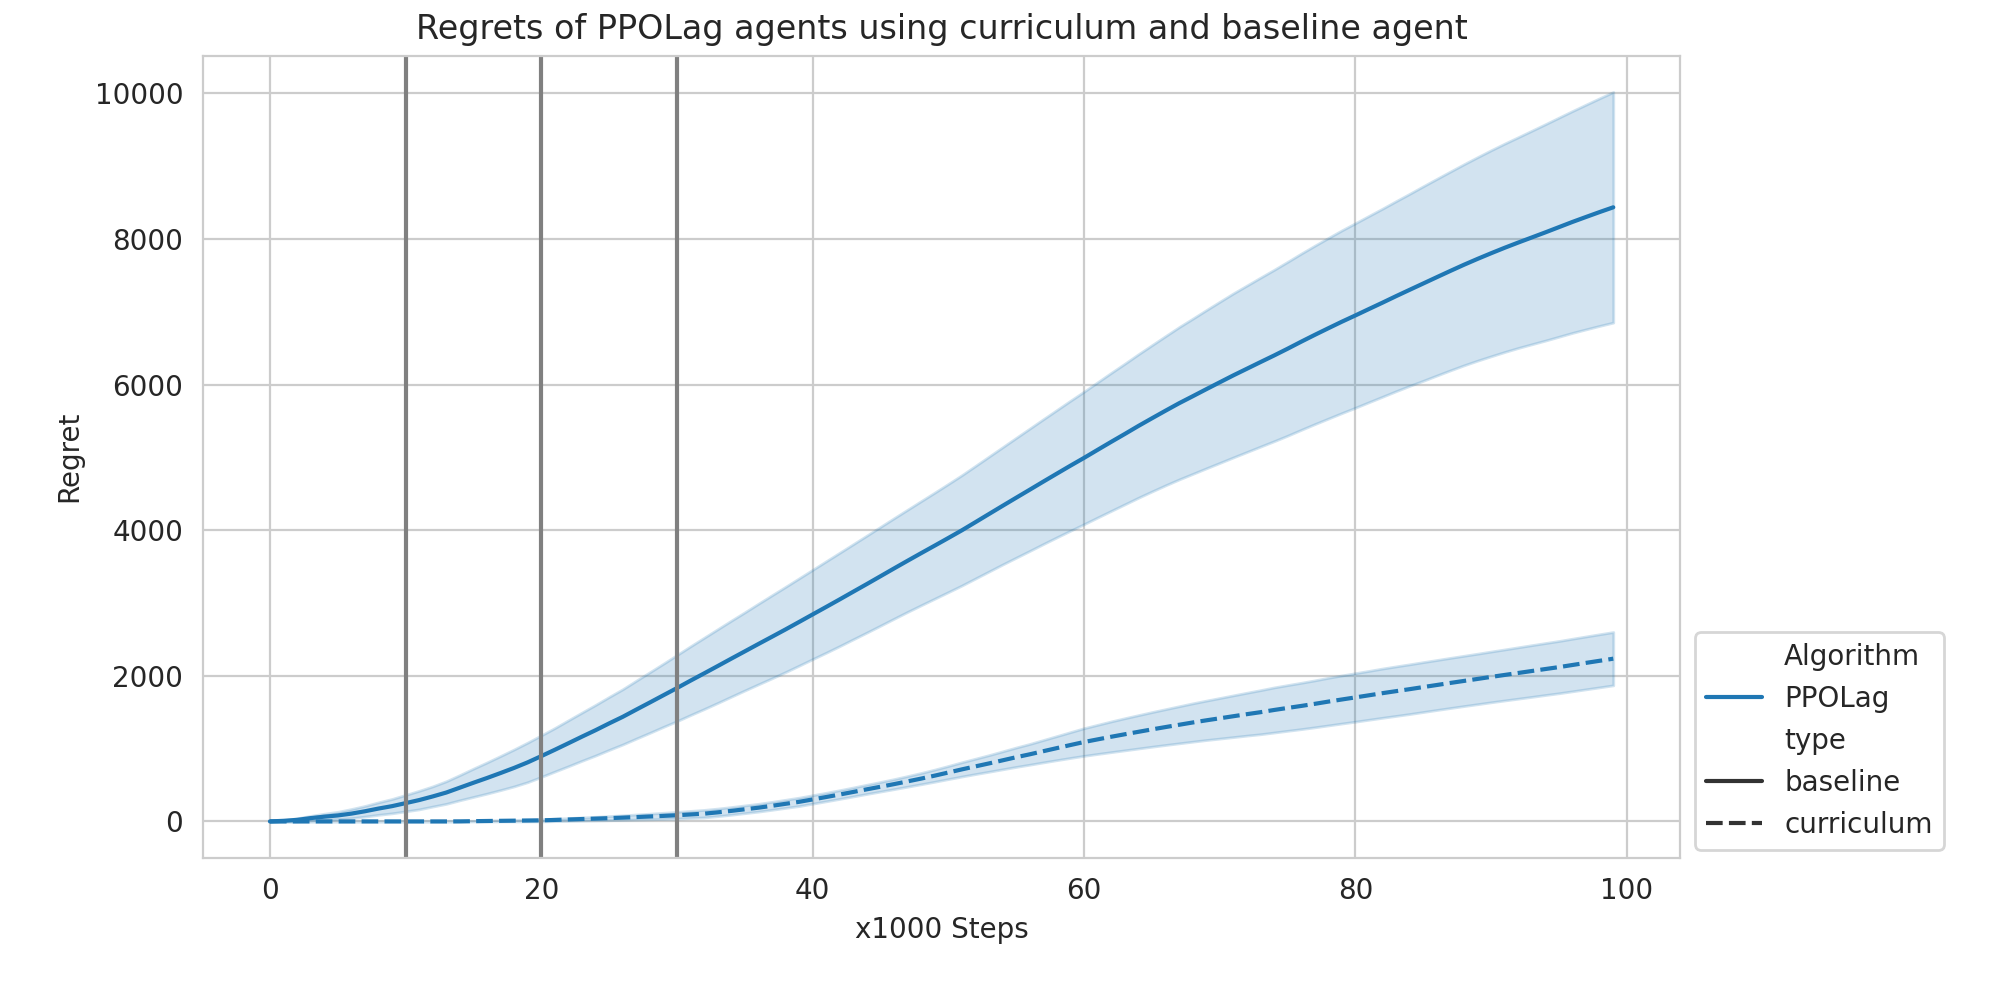 Regrets of PPOLag agents using curriculum and baseline agent
10000
8000
6000
4000
2000
0
Regret
0 20 40 60 80 100
x1000 Steps
Algorithm
PPOLag
type
baseline
curriculum